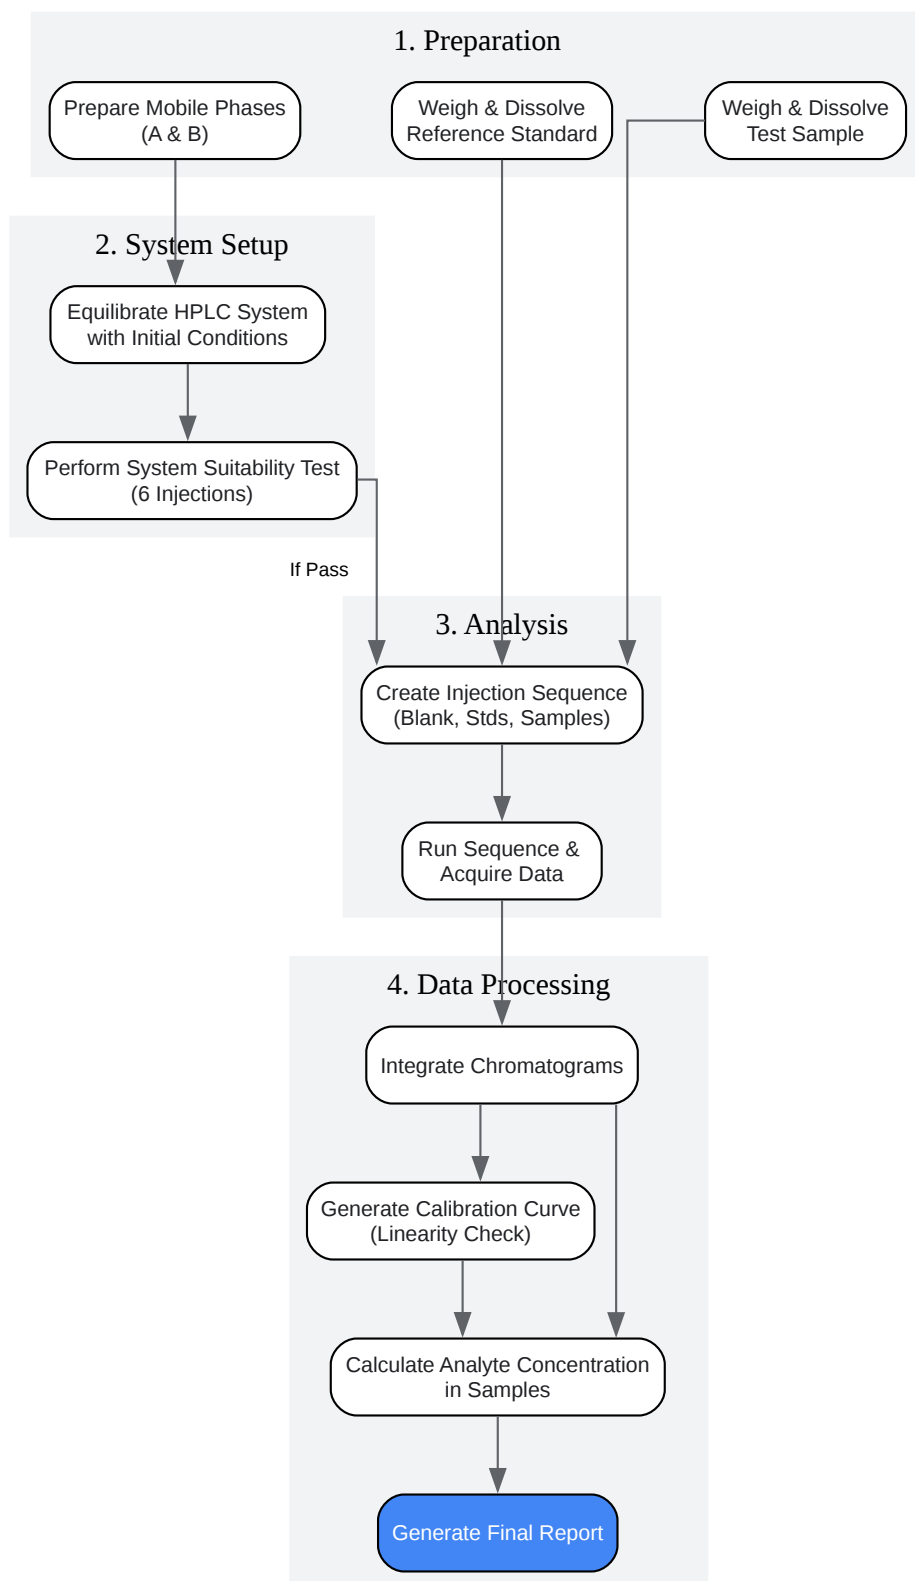 1. Preparation
Prepare Mobile Phases
(A & B)
Weigh & Dissolve
Reference Standard
Weigh & Dissolve
Test Sample
2. System Setup
Equilibrate HPLC System
with Initial Conditions
Perform System Suitability Test
(6 Injections)
If Pass
3. Analysis
Create Injection Sequence
(Blank, Stds, Samples)
Run Sequence &
Acquire Data
4. Data Processing
Integrate Chromatograms
Generate Calibration Curve
(Linearity Check)
Calculate Analyte Concentration
in Samples
Generate Final Report